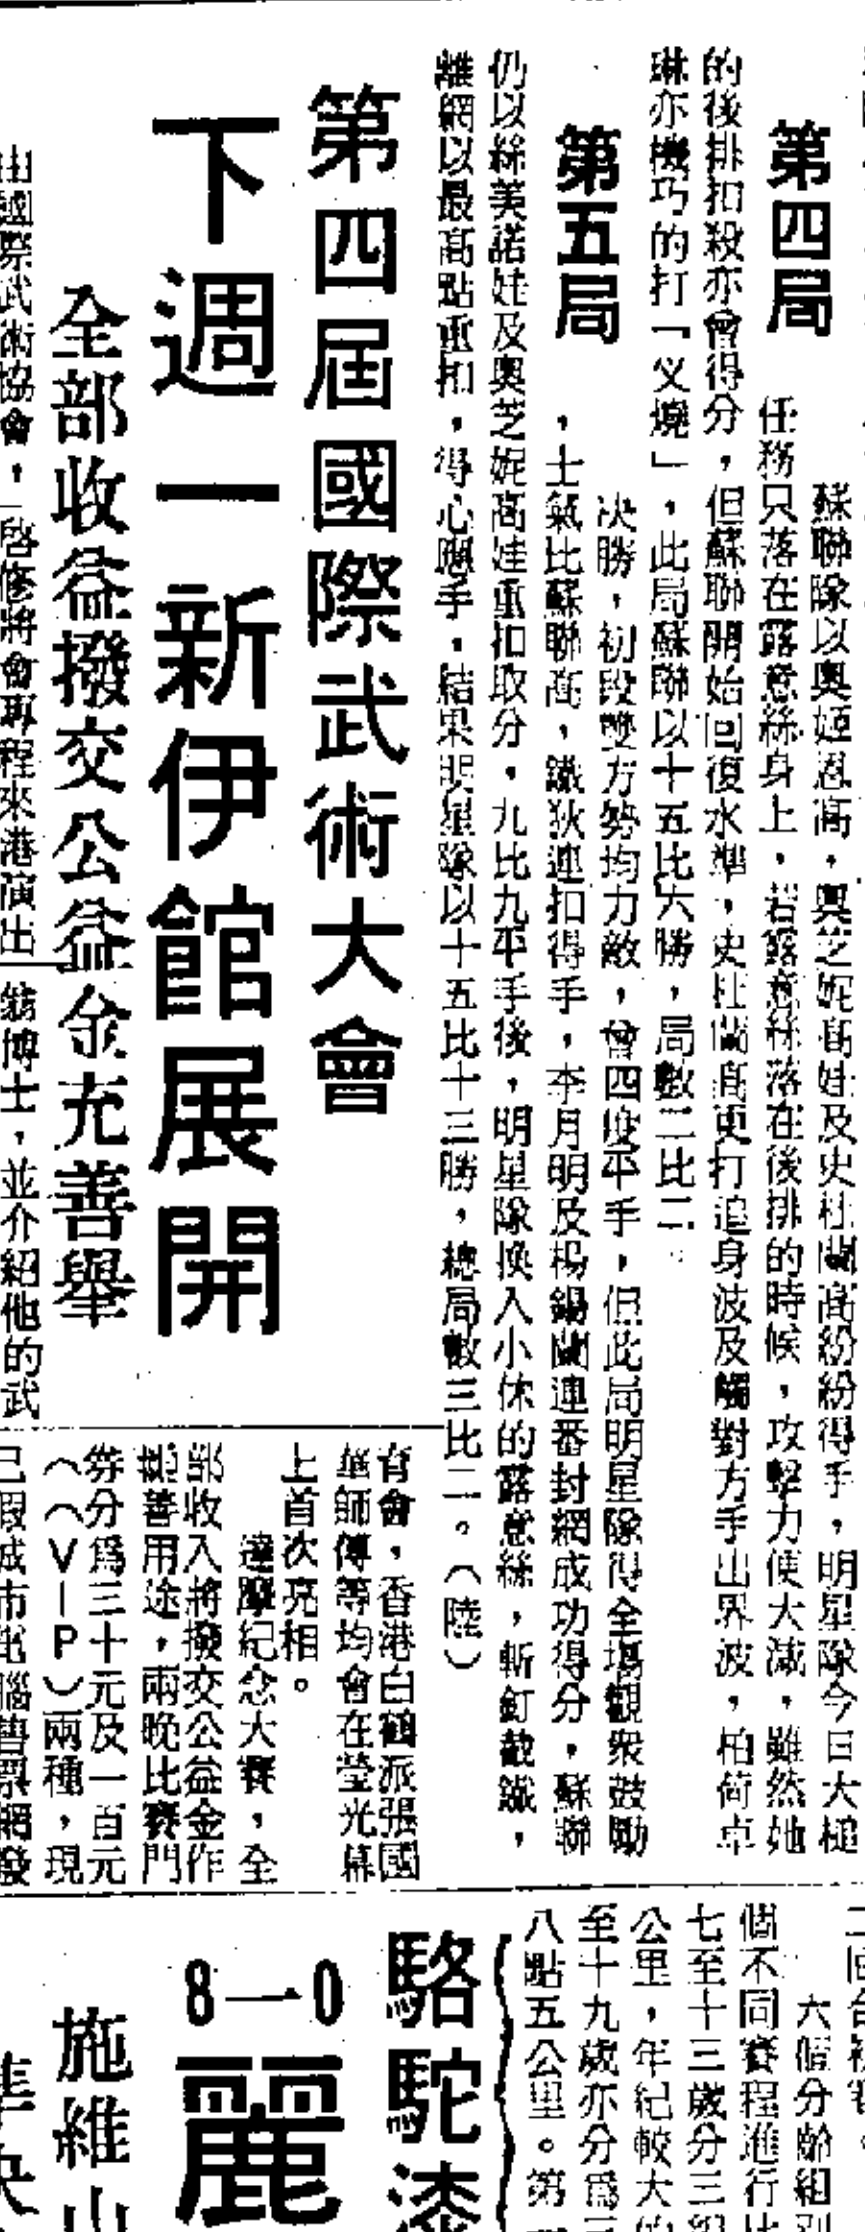 第四局
蘇聯隊以奧姬恩高，奧芝妮高娃及史杜蘭高紛紛得手，明星隊今日大槌
任務只落在露意絲身上，若露意絲落在後排的時候，攻擊力便大減，雖然她
的後排扣殺亦會得分，但蘇聯開始回復水準，史杜蘭高更打追身波及觸對方手出界波，柏荷卓
琳亦機巧的打「义燒」，此局蘇聯以十五比六勝，局數二比二。
第五局
决勝，初段雙方勢均力敵，曾四度平手，但此局明星隊得全場觀衆鼓勵
，士氣比蘇聯高，鐵狄連扣得手，李月明及楊錫蘭連番封網成功得分，蘇聯
仍以絲美諾娃及奧芝妮高娃重扣取分，九比九平手後，明星隊換入小休的露意絲，斬釘截鐵，
離網以最高點重扣，得心應手，結果明星隊以十五比十三勝，總局數三比二。（陸）
第四屆國際武術大會
下週一新伊館展開
全部收益撥交公益金充善舉
由國際武術協會，
啓修將會再程來港演出
翁博士，並介紹他的武
育會，香港白鶴派張國
華師傅等均會在螢光幕
上首次亮相。
達摩紀念大賽，全
部收入將撥交公益金作
慈善用途，兩晚比賽門
券分爲三十元及一百元
（（ＶＩＰ）兩種，現
已假城市電腦售票網發
六個分齡組別
個不同賽程進行比
七至十三歲分三組
公里，年紀較大的
至十九歲亦分爲三
八點五公里。第一
駱駝漆
8—0
麗
施維山